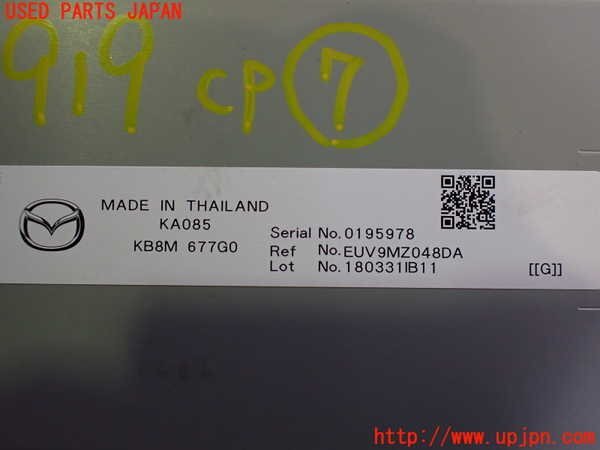 USED PARTS JAPAN
919 CP ⑦
MADE IN THAILAND
KA085
KB8M 677G0
Serial No.0195978
Ref No.EUV9MZ048DA
Lot No.180331IB11
[[G]]
http://www.upjpn.com/